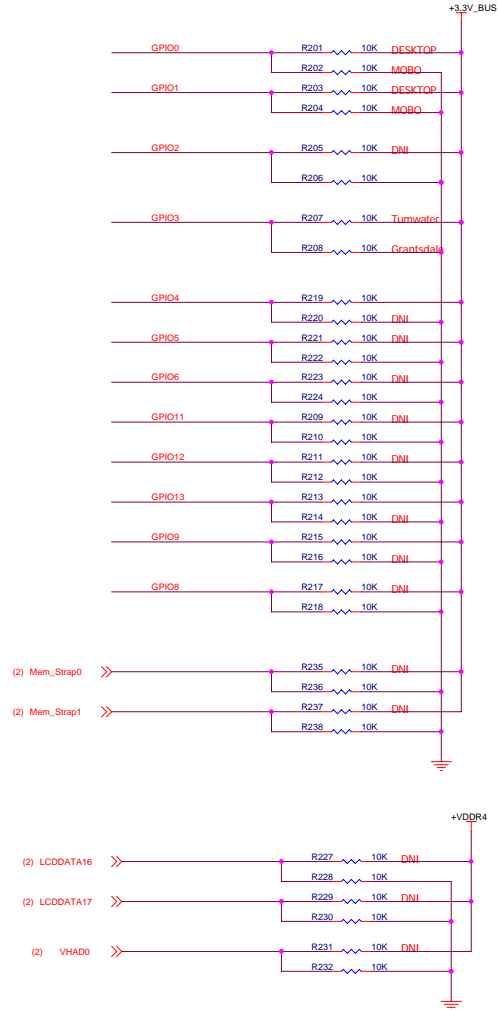 +3.3V_BUS
GPIO0 R201 10K DESKTOP
R202 10K MOBO
GPIO1 R203 10K DESKTOP
R204 10K MOBO
GPIO2 R205 10K DNI
R206 10K
GPIO3 R207 10K Tumwater
R208 10K Grantsdale
GPIO4 R219 10K
R220 10K DNI
GPIO5 R221 10K DNI
R222 10K
GPIO6 R223 10K DNI
R224 10K
GPIO11 R209 10K DNI
R210 10K
GPIO12 R211 10K DNI
R212 10K
GPIO13 R213 10K
R214 10K DNI
GPIO9 R215 10K
R216 10K DNI
GPIO8 R217 10K DNI
R218 10K
(2) Mem_Strap0 R235 10K DNI
R236 10K
(2) Mem_Strap1 R237 10K DNI
R238 10K
+VDDR4
(2) LCDDATA16 R227 10K DNI
R228 10K
(2) LCDDATA17 R229 10K DNI
R230 10K
(2) VHAD0 R231 10K DNI
R232 10K